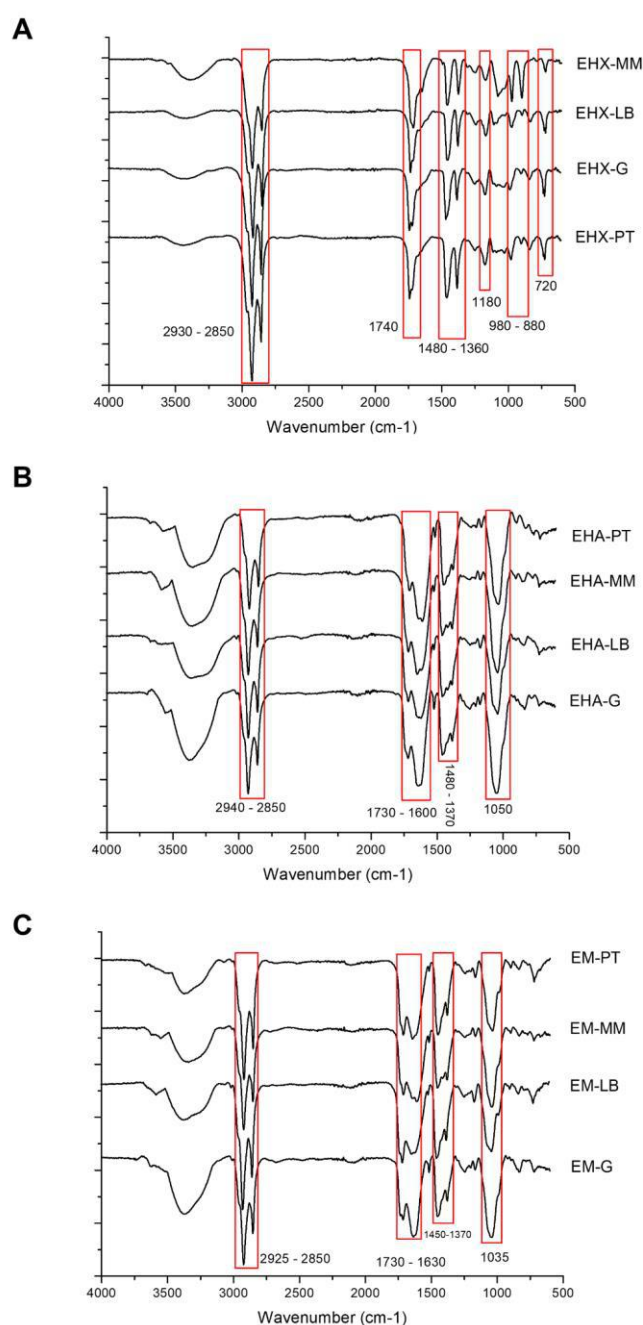 A
EHX-MM
EHX-LB
EHX-G
EHX-PT
2930 - 2850
1740
1480 - 1360
1180
980 - 880
720
4000 3500 3000 2500 2000 1500 1000 500
Wavenumber (cm-1)
B
EHA-PT
EHA-MM
EHA-LB
EHA-G
2940 - 2850
1730 - 1600
1480 - 1370
1050
4000 3500 3000 2500 2000 1500 1000 500
Wavenumber (cm-1)
C
EM-PT
EM-MM
EM-LB
EM-G
2925 - 2850
1730 - 1630
1450-1370
1035
4000 3500 3000 2500 2000 1500 1000 500
Wavenumber (cm-1)